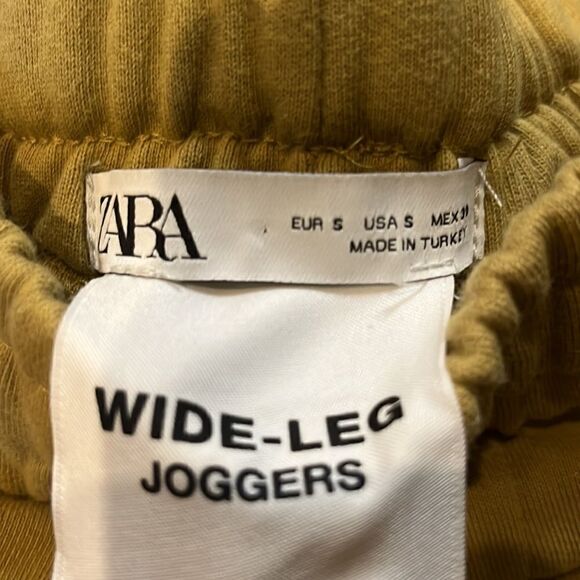 ZARA
EUR S USA S MEX
MADE IN TURKEY
WIDE-LEG
JOGGERS